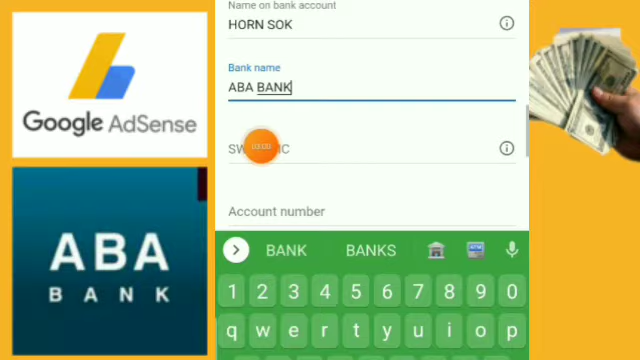 Google AdSense
ABA
BANK
Name on bank account
HORN SOK
Bank name
ABA BANK
Account number
BANK BANKS
1 2 3 4 5 6 7 8 9 0
q w e r t y u i o p